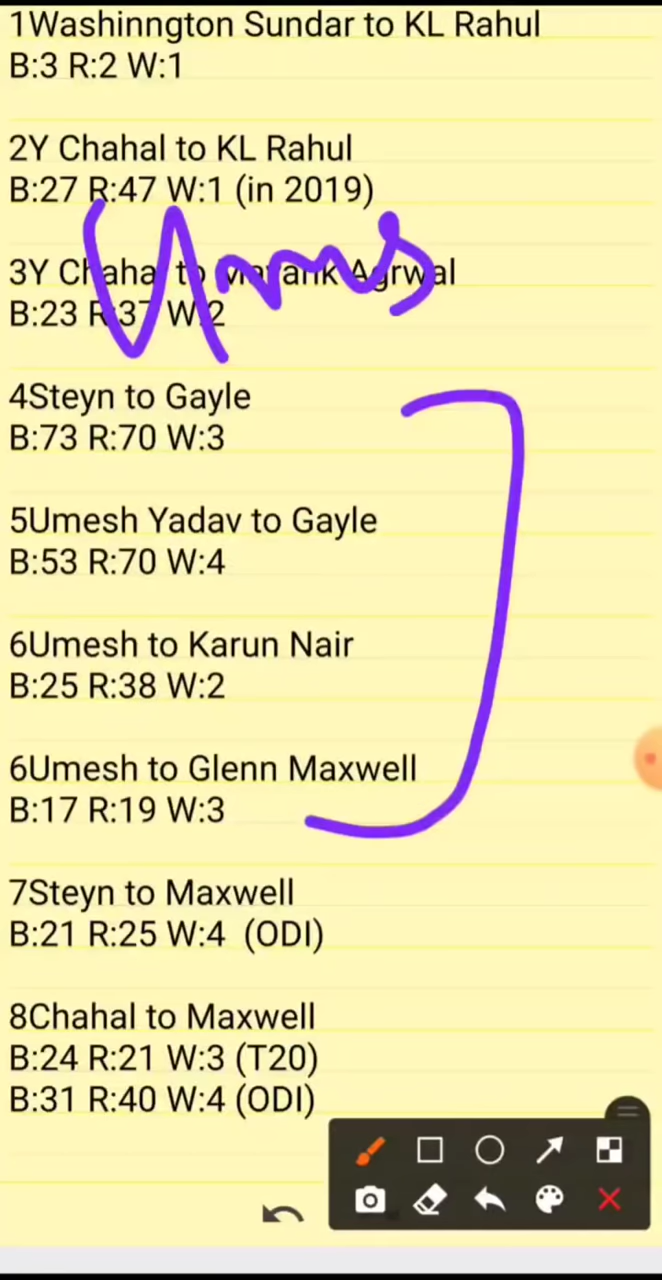 1Washinngton Sundar to KL Rahul
B:3 R:2 W:1
2Y Chahal to KL Rahul
B:27 R:47 W:1 (in 2019)
3Y Chahal to Mayank Agrwal
B:23 R:37 W:2
4Steyn to Gayle
B:73 R:70 W:3
5Umesh Yadav to Gayle
B:53 R:70 W:4
6Umesh to Karun Nair
B:25 R:38 W:2
6Umesh to Glenn Maxwell
B:17 R:19 W:3
7Steyn to Maxwell
B:21 R:25 W:4 (ODI)
8Chahal to Maxwell
B:24 R:21 W:3 (T20)
B:31 R:40 W:4 (ODI)